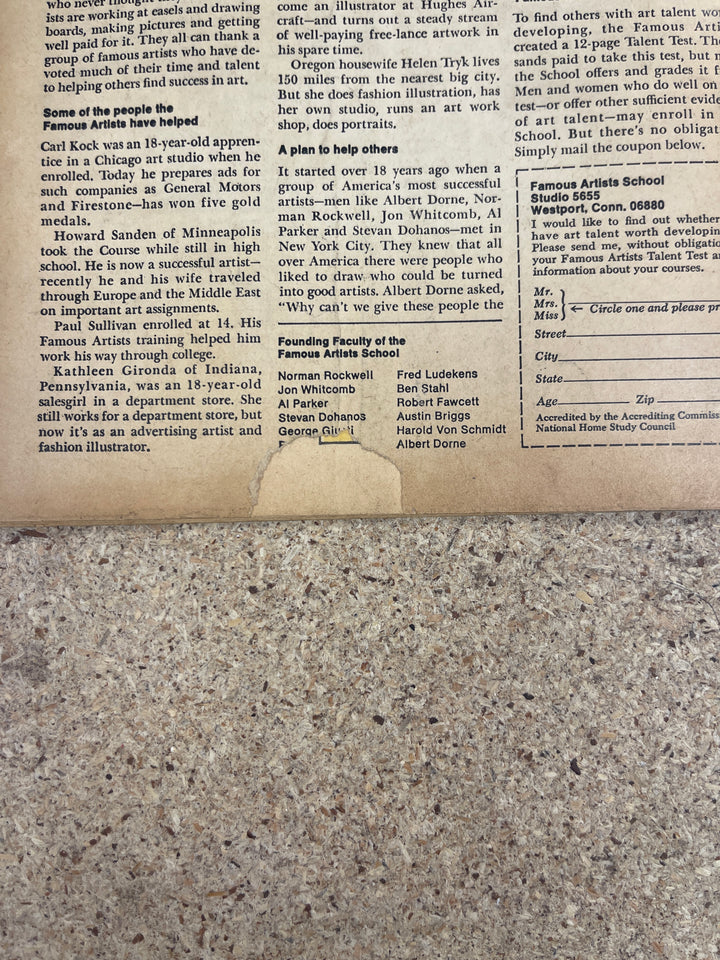 who never thought they
ists are working at easels and drawing
boards, making pictures and getting
well paid for it. They all can thank a
group of famous artists who have de-
voted much of their time and talent
to helping others find success in art.
Some of the people the
Famous Artists have helped
Carl Kock was an 18-year-old appren-
tice in a Chicago art studio when he
enrolled. Today he prepares ads for
such companies as General Motors
and Firestone—has won five gold
medals.
Howard Sanden of Minneapolis
took the Course while still in high
school. He is now a successful artist—
recently he and his wife traveled
through Europe and the Middle East
on important art assignments.
Paul Sullivan enrolled at 14. His
Famous Artists training helped him
work his way through college.
Kathleen Gironda of Indiana,
Pennsylvania, was an 18-year-old
salesgirl in a department store. She
still works for a department store, but
now it's as an advertising artist and
fashion illustrator.
come an illustrator at Hughes Air-
craft—and turns out a steady stream
of well-paying free-lance artwork in
his spare time.
Oregon housewife Helen Tryk lives
150 miles from the nearest big city.
But she does fashion illustration, has
her own studio, runs an art work
shop, does portraits.
A plan to help others
It started over 18 years ago when a
group of America's most successful
artists—men like Albert Dorne, Nor-
man Rockwell, Jon Whitcomb, Al
Parker and Stevan Dohanos—met in
New York City. They knew that all
over America there were people who
liked to draw who could be turned
into good artists. Albert Dorne asked,
"Why can't we give these people the
Founding Faculty of the
Famous Artists School
Norman Rockwell
Jon Whitcomb
Al Parker
Stevan Dohanos
George Giusti
Fred Ludekens
Ben Stahl
Robert Fawcett
Austin Briggs
Harold Von Schmidt
Albert Dorne
To find others with art talent wo
developing, the Famous Arti
created a 12-page Talent Test. The
sands paid to take this test, but n
the School offers and grades it f
Men and women who do well on
test—or offer other sufficient evide
of art talent—may enroll in
School. But there's no obligat
Simply mail the coupon below.
Famous Artists School
Studio 5655
Westport, Conn. 06880
I would like to find out whether
have art talent worth developin
Please send me, without obligatio
your Famous Artists Talent Test a
information about your courses.
Mr.
Mrs. ← Circle one and please pr
Miss
Street
City
State
Age Zip
Accredited by the Accrediting Commiss
National Home Study Council